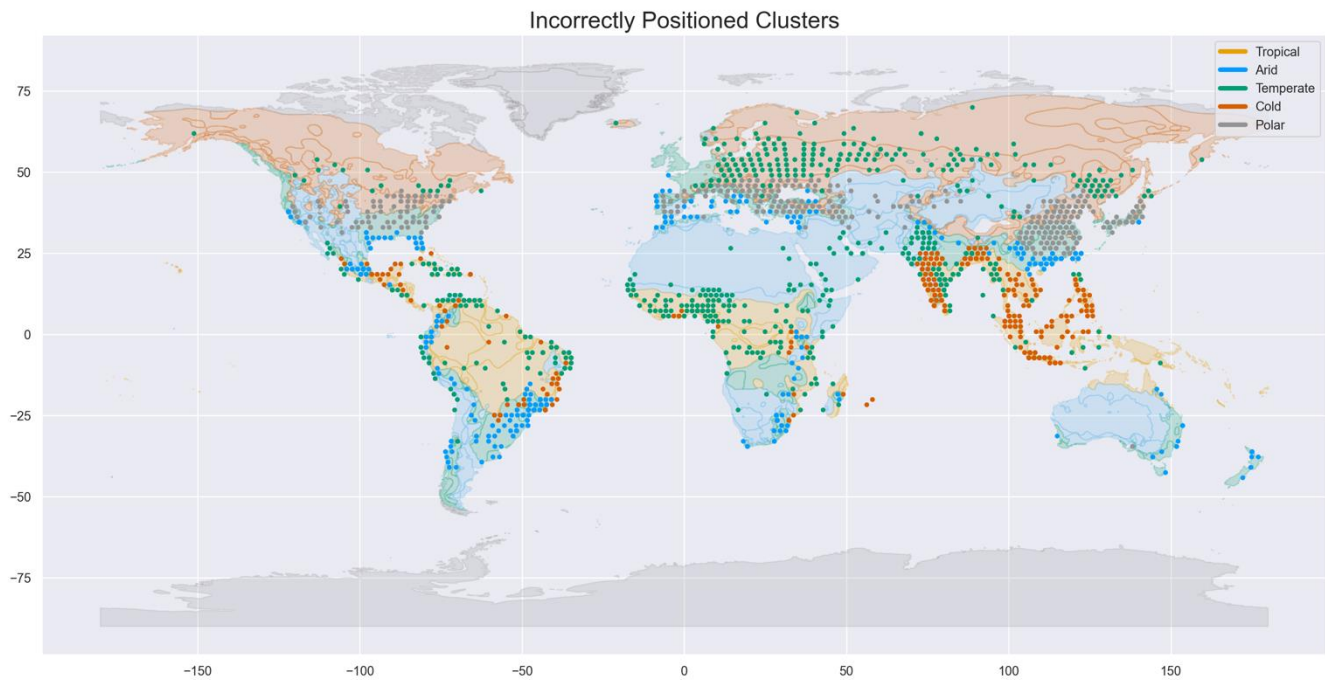 Incorrectly Positioned Clusters
Tropical
Arid
Temperate
Cold
Polar
75
50
25
0
−25
−50
−75
−150
−100
−50
0
50
100
150